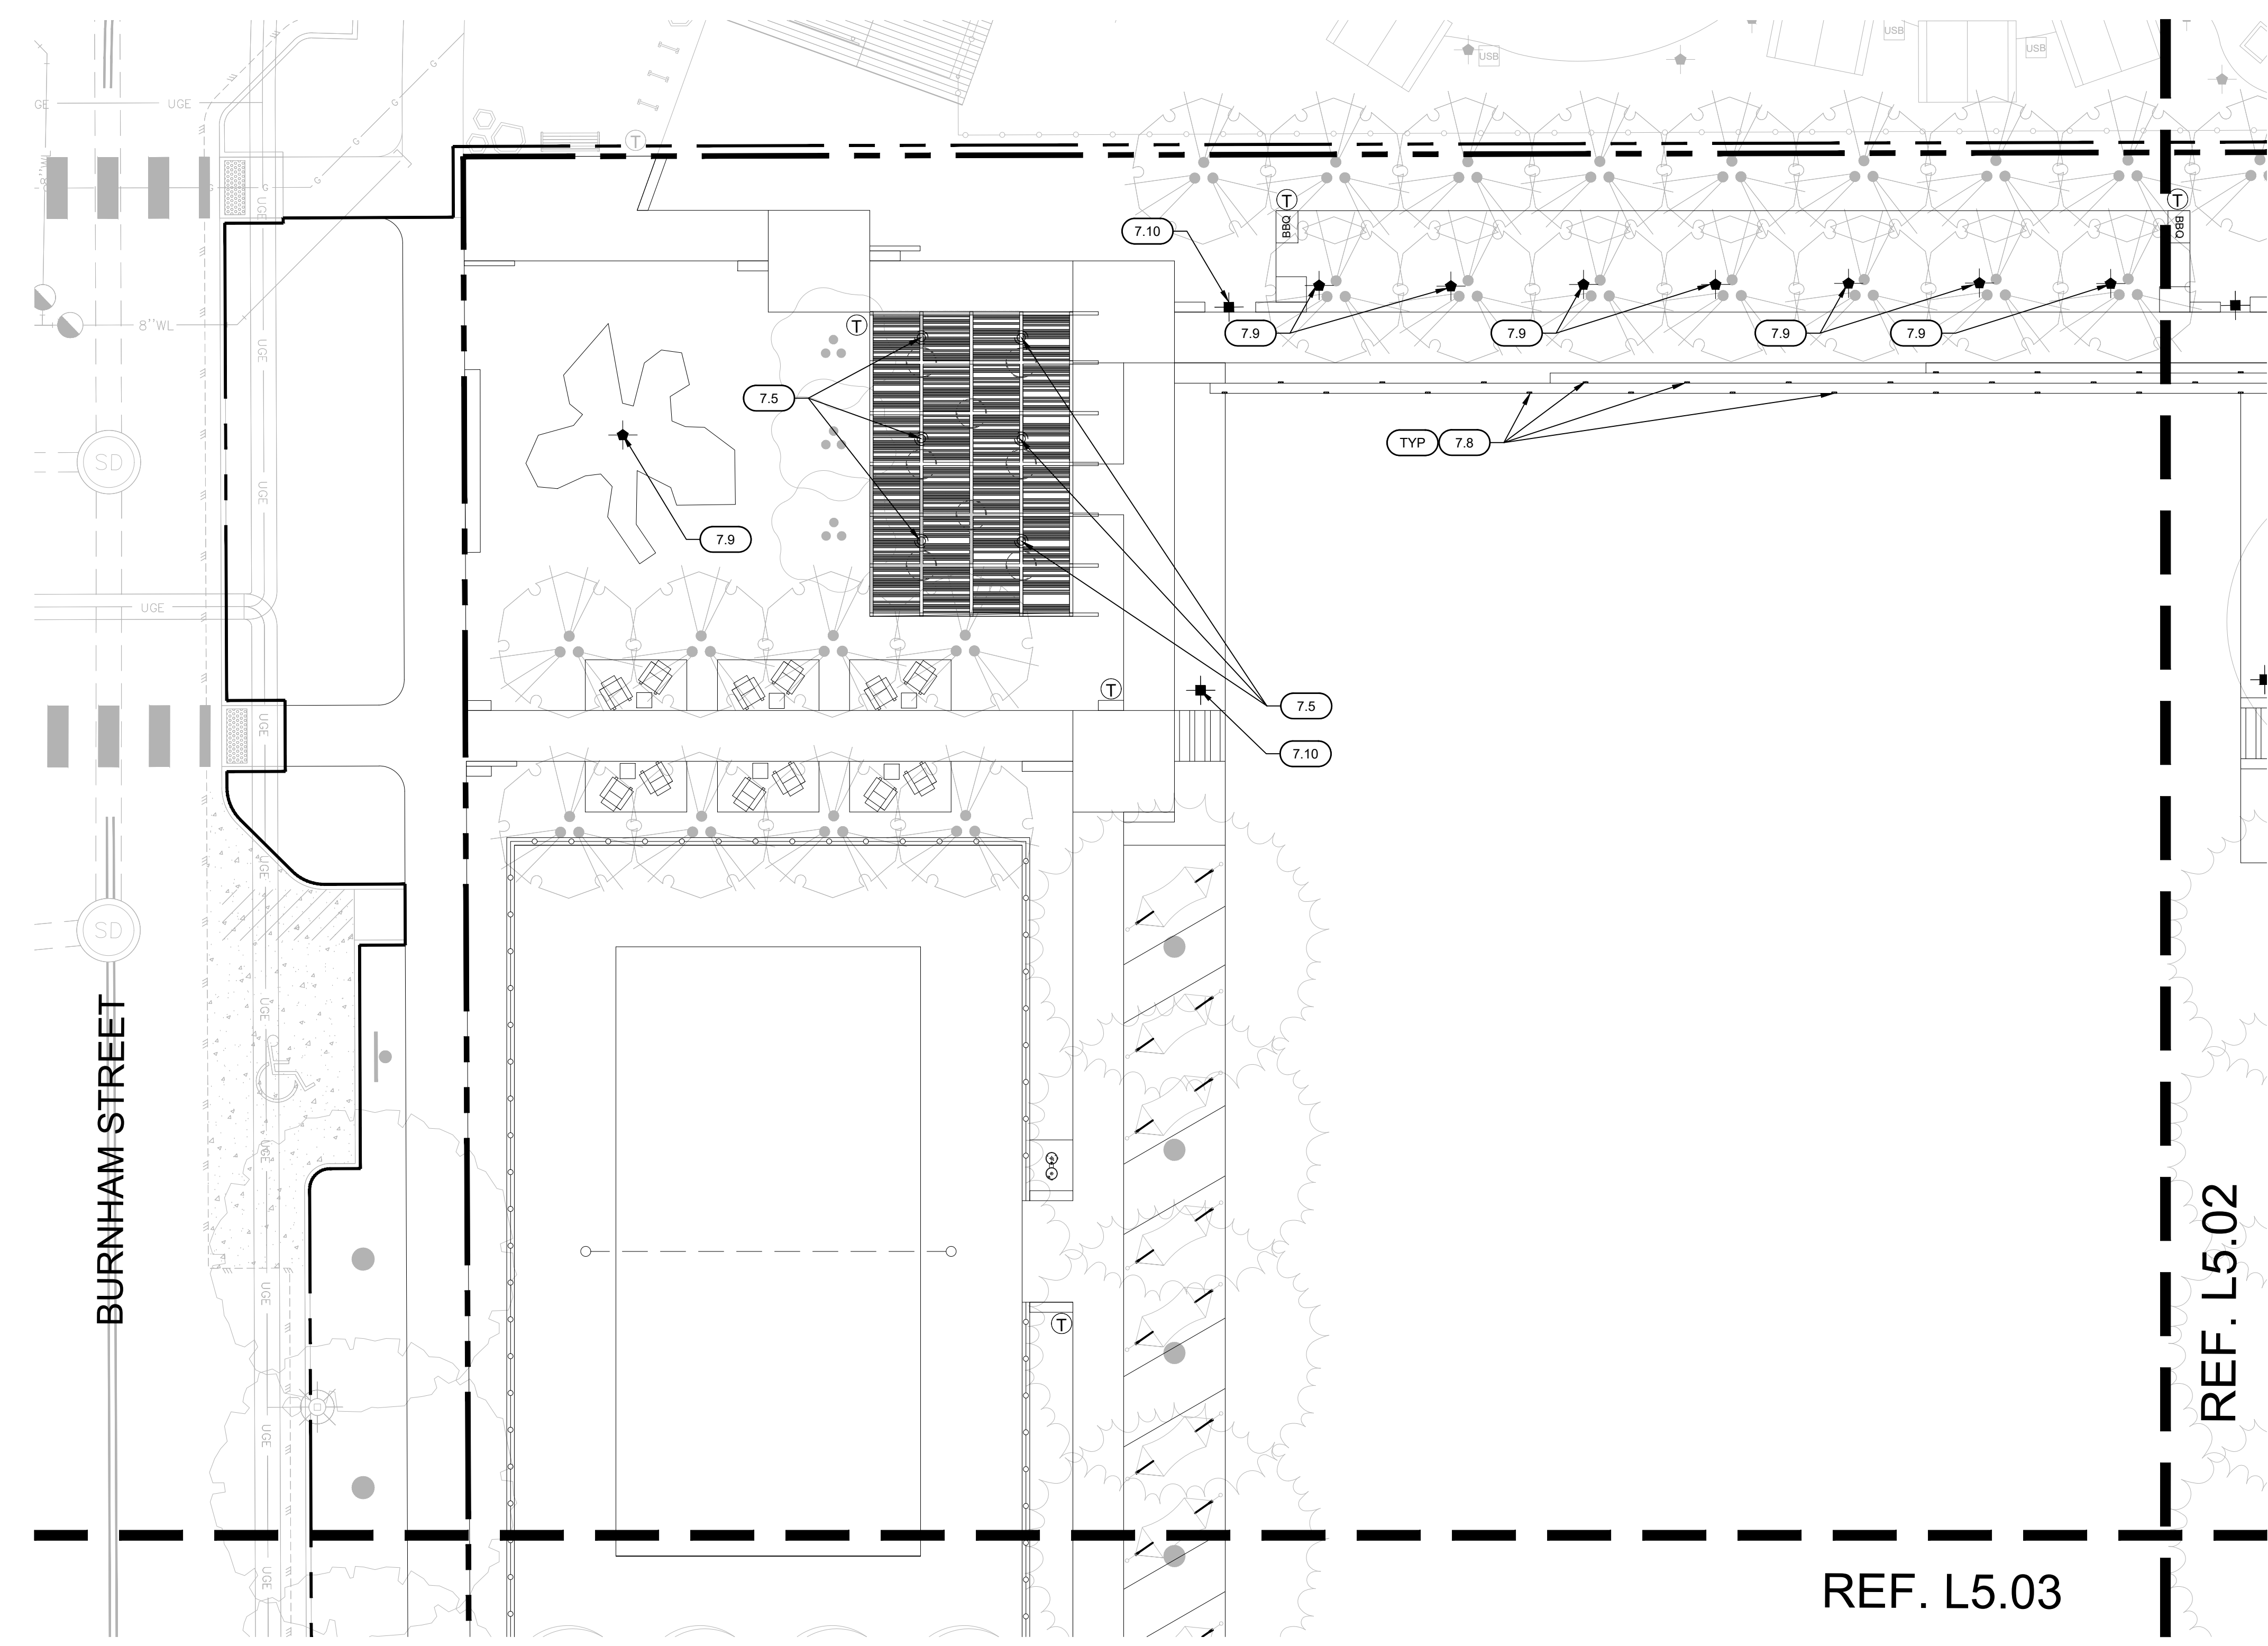 USB
USB
USB
G
GE
UGE
G
G
T
G
G
UGE
T
BBQ
T
BBQ
7.10
8"WL
T
UGE
7.9
7.9
7.9
7.9
7.5
TYP
7.8
SD
UGE
7.9
UGE
T
7.5
UGE
7.10
UGE
SD
UGE
BURNHAM STREET
UGE
UGE
T
REF. L5.02
UGE
UGE
REF. L5.03